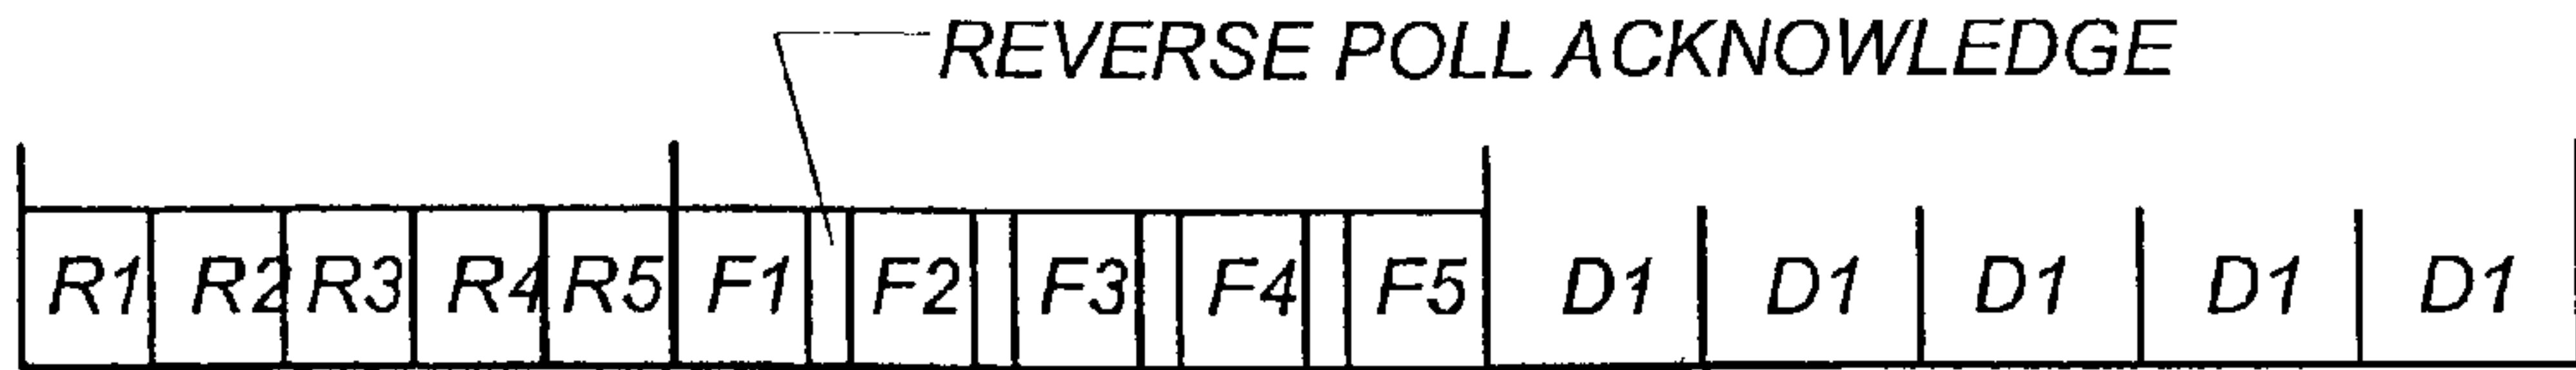 REVERSE POLL ACKNOWLEDGE
R1 R2 R3 R4 R5 F1 F2 F3 F4 F5 D1 D1 D1 D1 D1